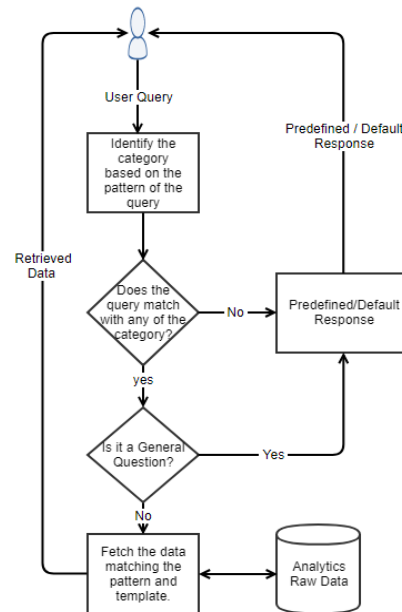 User Query
Predefined / Default
Response
Identify the
category
based on the
pattern of the
query
Retrieved
Data
Does the
query match
with any of the
category?
No
Predefined/Default
Response
yes
Is it a General
Question?
Yes
No
Fetch the data
matching the
pattern and
template.
Analytics
Raw Data